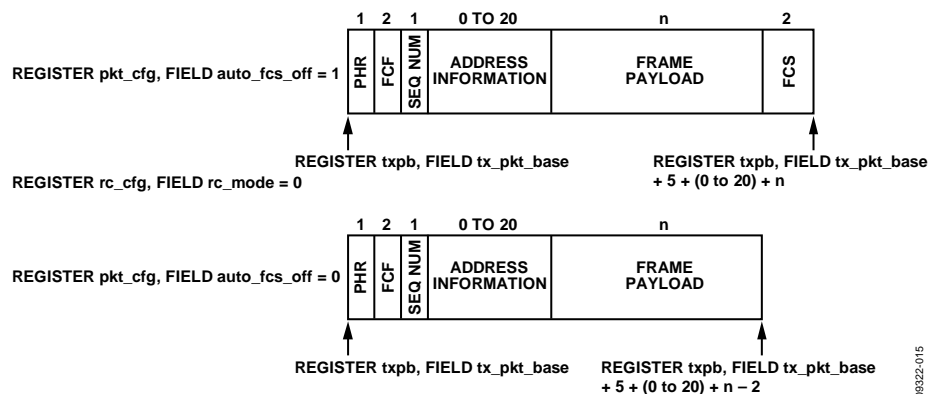 1 2 1 0 TO 20 n 2
REGISTER pkt_cfg, FIELD auto_fcs_off = 1
PHR
FCF
SEQ NUM
ADDRESS
INFORMATION
FRAME
PAYLOAD
FCS
REGISTER txpb, FIELD tx_pkt_base
REGISTER txpb, FIELD tx_pkt_base
+ 5 + (0 to 20) + n
REGISTER rc_cfg, FIELD rc_mode = 0
1 2 1 0 TO 20 n
REGISTER pkt_cfg, FIELD auto_fcs_off = 0
PHR
FCF
SEQ NUM
ADDRESS
INFORMATION
FRAME
PAYLOAD
REGISTER txpb, FIELD tx_pkt_base
REGISTER txpb, FIELD tx_pkt_base
+ 5 + (0 to 20) + n – 2
09322-015